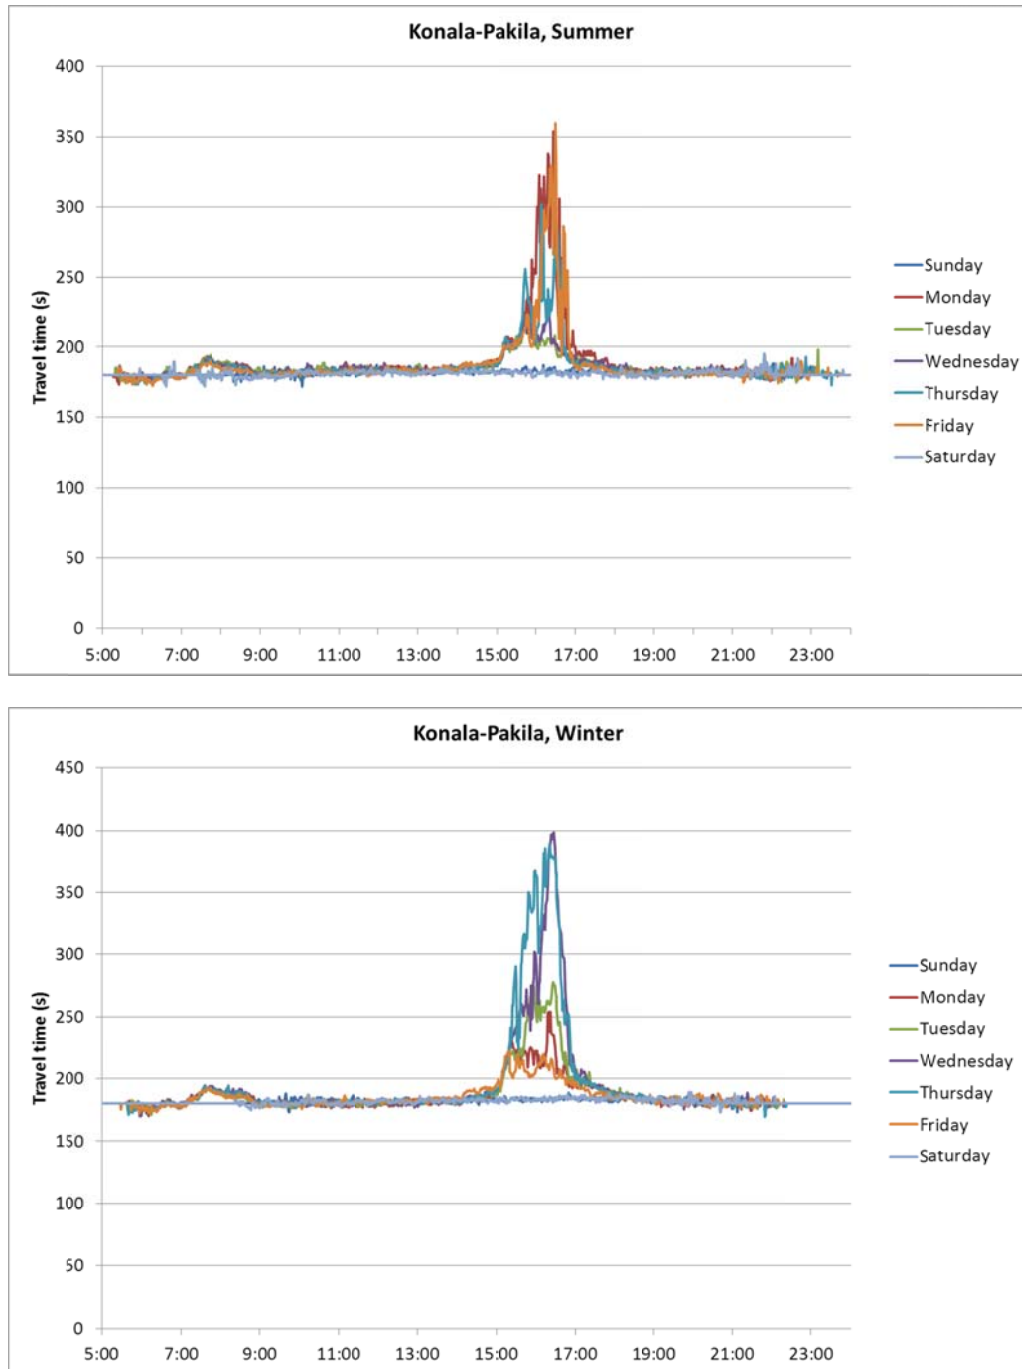 Konala-Pakila, Summer
400
350
300
250
200
150
100
50
0
Travel time (s)
5:00 7:00 9:00 11:00 13:00 15:00 17:00 19:00 21:00 23:00
Sunday
Monday
Tuesday
Wednesday
Thursday
Friday
Saturday
Konala-Pakila, Winter
450
400
350
300
250
200
150
100
50
0
Travel time (s)
5:00 7:00 9:00 11:00 13:00 15:00 17:00 19:00 21:00 23:00
Sunday
Monday
Tuesday
Wednesday
Thursday
Friday
Saturday